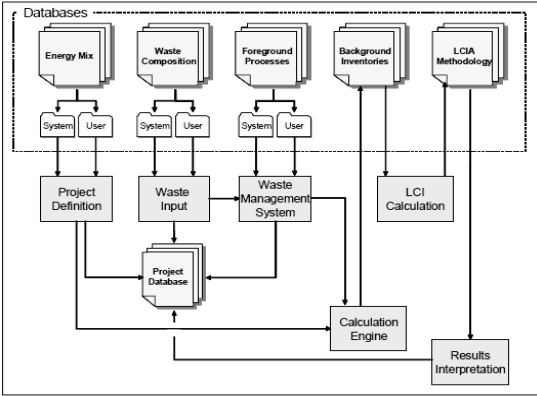 Databases
Energy Mix
Waste
Composition
Foreground
Processes
Background
Inventories
LCIA
Methodology
System
User
System
User
System
User
Project
Definition
Waste
Input
Waste
Management
System
LCI
Calculation
Project
Database
Calculation
Engine
Results
Interpretation